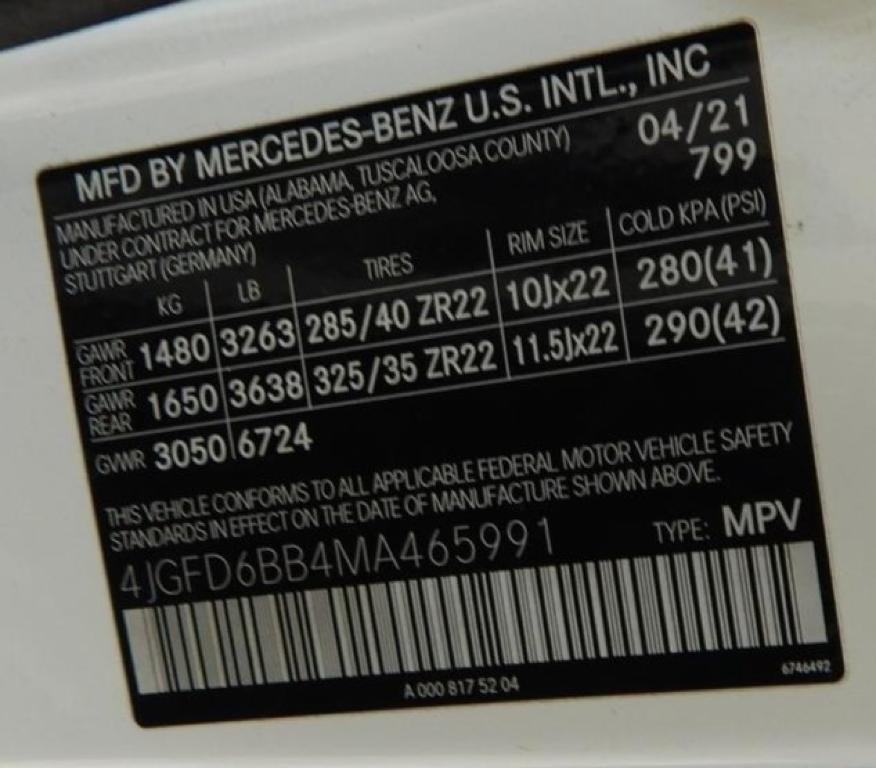 MFD BY MERCEDES-BENZ U.S. INTL., INC
MANUFACTURED IN USA (ALABAMA, TUSCALOOSA COUNTY) 04/21
UNDER CONTRACT FOR MERCEDES-BENZ AG, 799
STUTTGART (GERMANY)
KG LB TIRES RIM SIZE COLD KPA (PSI)
GAWR FRONT 1480 3263 285/40 ZR22 10Jx22 280(41)
GAWR REAR 1650 3638 325/35 ZR22 11.5Jx22 290(42)
GVWR 3050 6724
THIS VEHICLE CONFORMS TO ALL APPLICABLE FEDERAL MOTOR VEHICLE SAFETY
STANDARDS IN EFFECT ON THE DATE OF MANUFACTURE SHOWN ABOVE.
4JGFD6BB4MA465991 TYPE: MPV
A 000 817 52 04 6746492